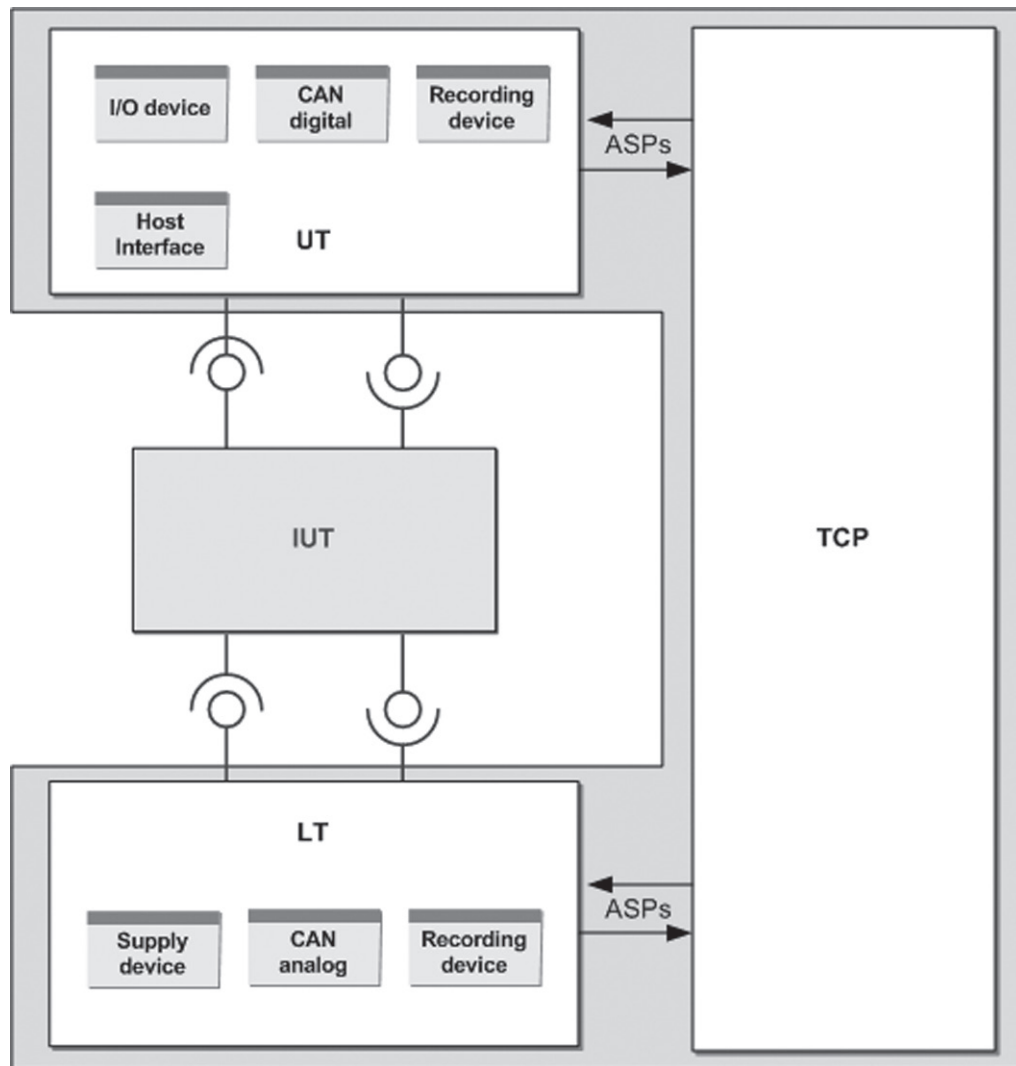 I/O device
CAN
digital
Recording
device
Host
Interface
UT
ASPs
IUT
TCP
LT
ASPs
Supply
device
CAN
analog
Recording
device